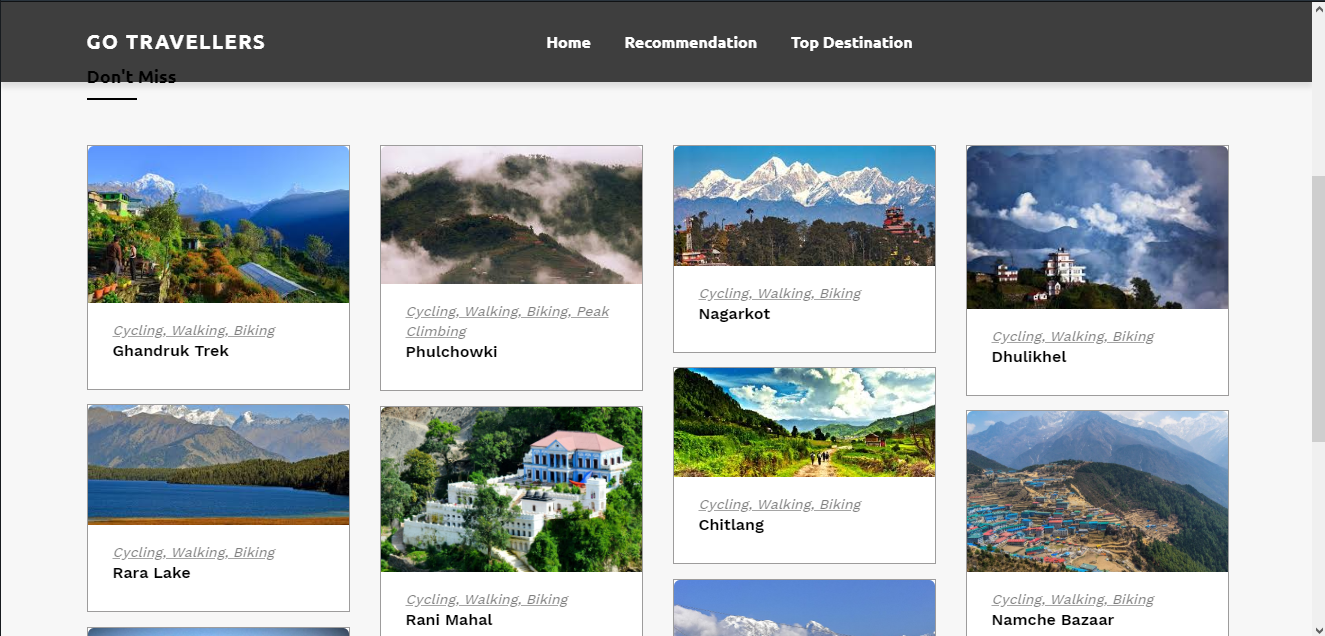 GO TRAVELLERS
Home
Recommendation
Top Destination
Don't Miss
Cycling, Walking, Biking
Ghandruk Trek
Cycling, Walking, Biking, Peak
Climbing
Phulchowki
Cycling, Walking, Biking
Nagarkot
Cycling, Walking, Biking
Dhulikhel
Cycling, Walking, Biking
Rara Lake
Cycling, Walking, Biking
Rani Mahal
Cycling, Walking, Biking
Chitlang
Cycling, Walking, Biking
Namche Bazaar